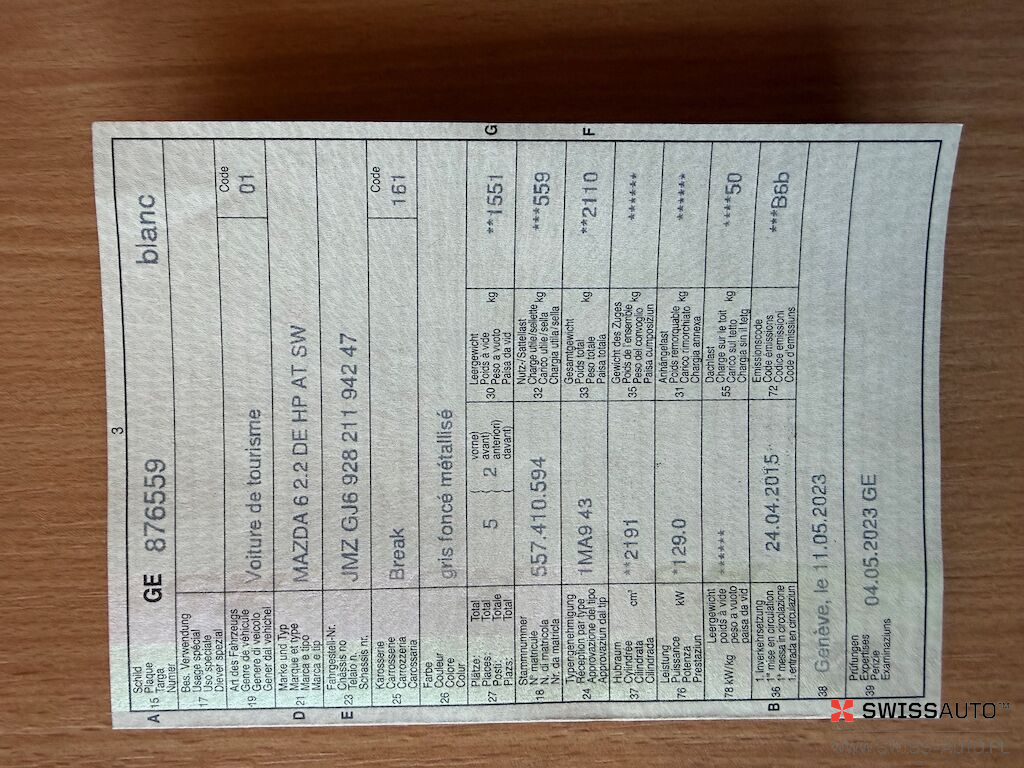 3
A 15 Schild
Plaque
Targa
Nummer
GE 876559 blanc
17 Bes. Verwendung
Usage spécial
Uso speciale
Diever spezial
19 Art des Fahrzeugs
Genre de véhicule
Genere di veicolo
Gener dal vehichel
Voiture de tourisme
Code
01
D 21 Marke und Typ
Marque et type
Marca e tipo
Marca e tip
MAZDA 6 2.2 DE HP AT SW
E 23 Fahrgestell-Nr.
Châssis no
Telaio n.
Schassis nr.
JMZ GJ6 928 211 942 47
25 Karosserie
Carrosserie
Carrozzeria
Carossaria
Break
Code
161
26 Farbe
Couleur
Colore
Colur
gris foncé métallisé
27 Plätze: Total
Places: Total
Posti: Totale
Plazs: Total
5 2
vorne)
avant)
anteriori)
davant)
30 Leergewicht
Poids à vide
Peso a vuoto
Paisa da vid
kg
**1551
G
18 Stammnummer
N° matricule
N. di matricola
Nr. da matricla
557.410.594
32 Nutz-/Sattellast
Charge utile/sellette
Carico utile/sella
Chargia utila/sella
kg
***559
24 Typengenehmigung
Réception par type
Approvazione del tipo
Approvaziun dal tip
1MA9 43
33 Gesamtgewicht
Poids total
Peso totale
Paisa totala
kg
**2110
F
37 Hubraum
Cylindrée
Cilindrata
Cilindrada
cm³
**2191
35 Gewicht des Zuges
Poids de l'ensemble
Peso del convoglio
Paisa cumposiziun
kg
******
76 Leistung
Puissance
Potenza
Prestaziun
kW
*129.0
31 Anhängelast
Poids remorquable
Carico rimorchiato
Chargia annexa
kg
******
78 kW/kg
Leergewicht
poids à vide
peso a vuoto
paisa da vid
******
55 Dachlast
Charge sur le toit
Carico sul tetto
Chargia sin il tetg
kg
****50
B 36 1. Inverkehrsetzung
1re mise en circulation
1a messa in circolazione
1. entrada en circulaziun
24.04.2015
72 Emissionscode
Code émissions
Codice emissioni
Code d'emissiuns
***B6b
38 Genève, le 11.05.2023
39 Prüfungen
Expertises
Perizie
Examinaziuns
04.05.2023 GE
SWISSAUTO™
WWW.SWISS-AUTO.PL